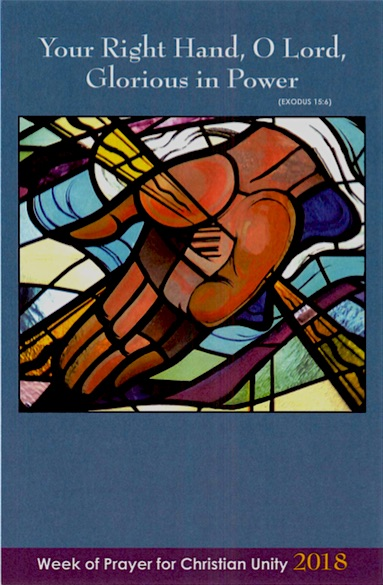 Your Right Hand, O Lord,
Glorious in Power
(EXODUS 15:6)
Week of Prayer for Christian Unity 2018